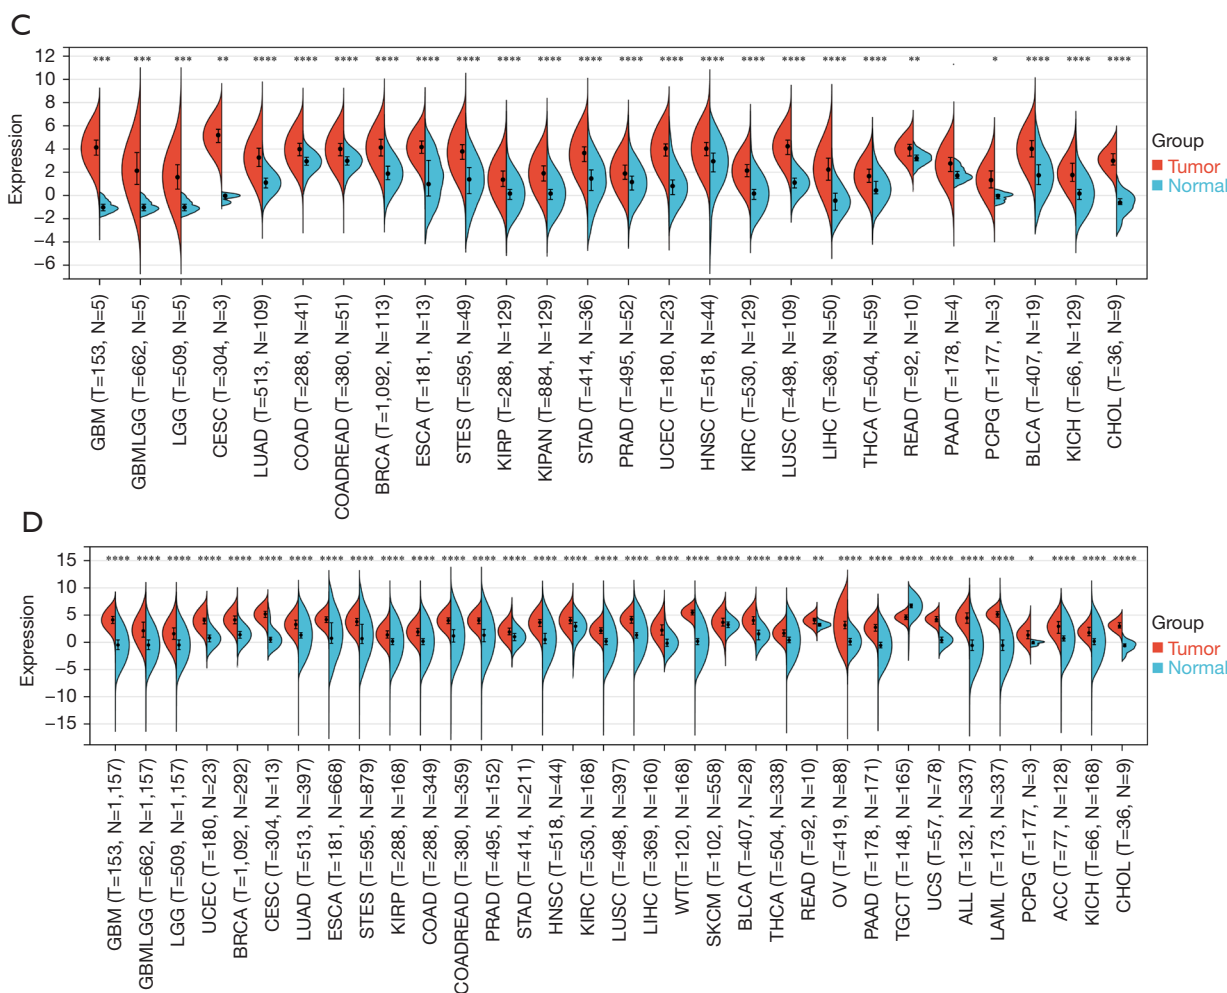 C
12
10
8
6
4
2
0
−2
−4
−6
Expression
*** *** *** ** **** **** **** **** **** **** **** **** **** **** **** **** **** **** **** **** ** . * **** **** ****
Group
Tumor
Normal
GBM (T=153, N=5)
GBMLGG (T=662, N=5)
LGG (T=509, N=5)
CESC (T=304, N=3)
LUAD (T=513, N=109)
COAD (T=288, N=41)
COADREAD (T=380, N=51)
BRCA (T=1,092, N=113)
ESCA (T=181, N=13)
STES (T=595, N=49)
KIRP (T=288, N=129)
KIPAN (T=884, N=129)
STAD (T=414, N=36)
PRAD (T=495, N=52)
UCEC (T=180, N=23)
HNSC (T=518, N=44)
KIRC (T=530, N=129)
LUSC (T=498, N=109)
LIHC (T=369, N=50)
THCA (T=504, N=59)
READ (T=92, N=10)
PAAD (T=178, N=4)
PCPG (T=177, N=3)
BLCA (T=407, N=19)
KICH (T=66, N=129)
CHOL (T=36, N=9)
D
15
10
5
0
−5
−10
−15
Expression
**** **** **** **** **** **** **** **** **** **** **** **** **** **** **** **** **** **** **** **** **** **** **** ** **** **** **** **** **** **** * **** **** ****
Group
Tumor
Normal
GBM (T=153, N=1,157)
GBMLGG (T=662, N=1,157)
LGG (T=509, N=1,157)
UCEC (T=180, N=23)
BRCA (T=1,092, N=292)
CESC (T=304, N=13)
LUAD (T=513, N=397)
ESCA (T=181, N=668)
STES (T=595, N=879)
KIRP (T=288, N=168)
COAD (T=288, N=349)
COADREAD (T=380, N=359)
PRAD (T=495, N=152)
STAD (T=414, N=211)
HNSC (T=518, N=44)
KIRC (T=530, N=168)
LUSC (T=498, N=397)
LIHC (T=369, N=160)
WT(T=120, N=168)
SKCM (T=102, N=558)
BLCA (T=407, N=28)
THCA (T=504, N=338)
READ (T=92, N=10)
OV (T=419, N=88)
PAAD (T=178, N=171)
TGCT (T=148, N=165)
UCS (T=57, N=78)
ALL (T=132, N=337)
LAML (T=173, N=337)
PCPG (T=177, N=3)
ACC (T=77, N=128)
KICH (T=66, N=168)
CHOL (T=36, N=9)